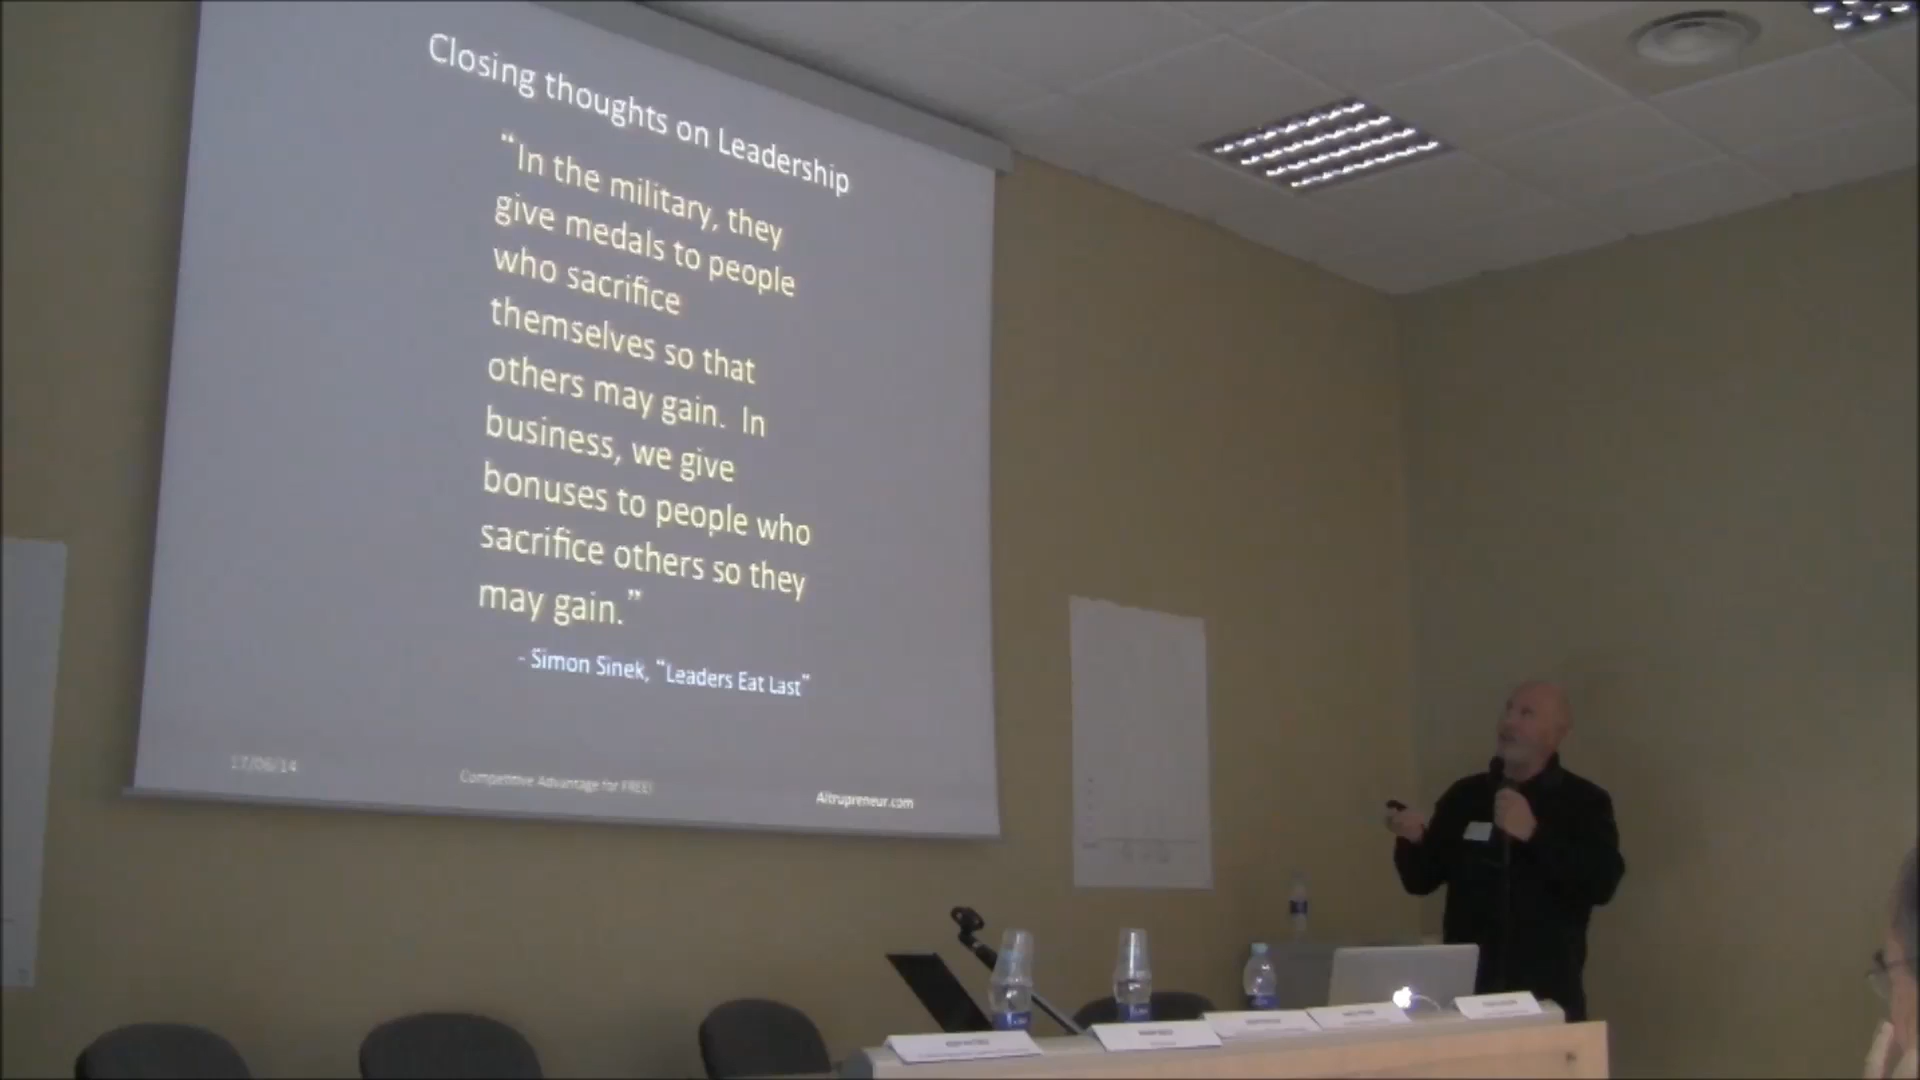 Closing thoughts on Leadership
“In the military, they
give medals to people
who sacrifice
themselves so that
others may gain.  In
business, we give
bonuses to people who
sacrifice others so they
may gain.”
- Simon Sinek, “Leaders Eat Last”
17/06/14
Competitive Advantage for FREE!
Altrupreneur.com